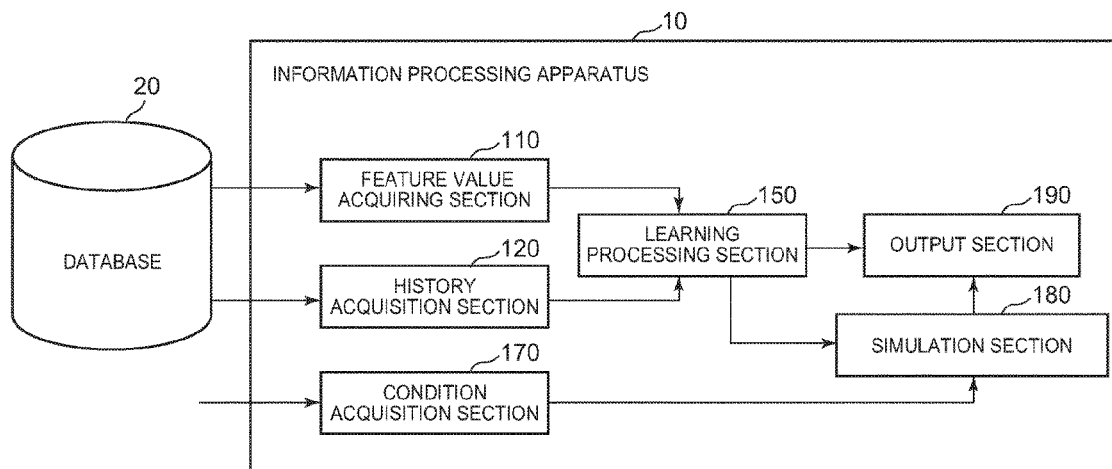 10
INFORMATION PROCESSING APPARATUS
20
DATABASE
110
FEATURE VALUE
ACQUIRING SECTION
120
HISTORY
ACQUISITION SECTION
170
CONDITION
ACQUISITION SECTION
150
LEARNING
PROCESSING SECTION
190
OUTPUT SECTION
180
SIMULATION SECTION